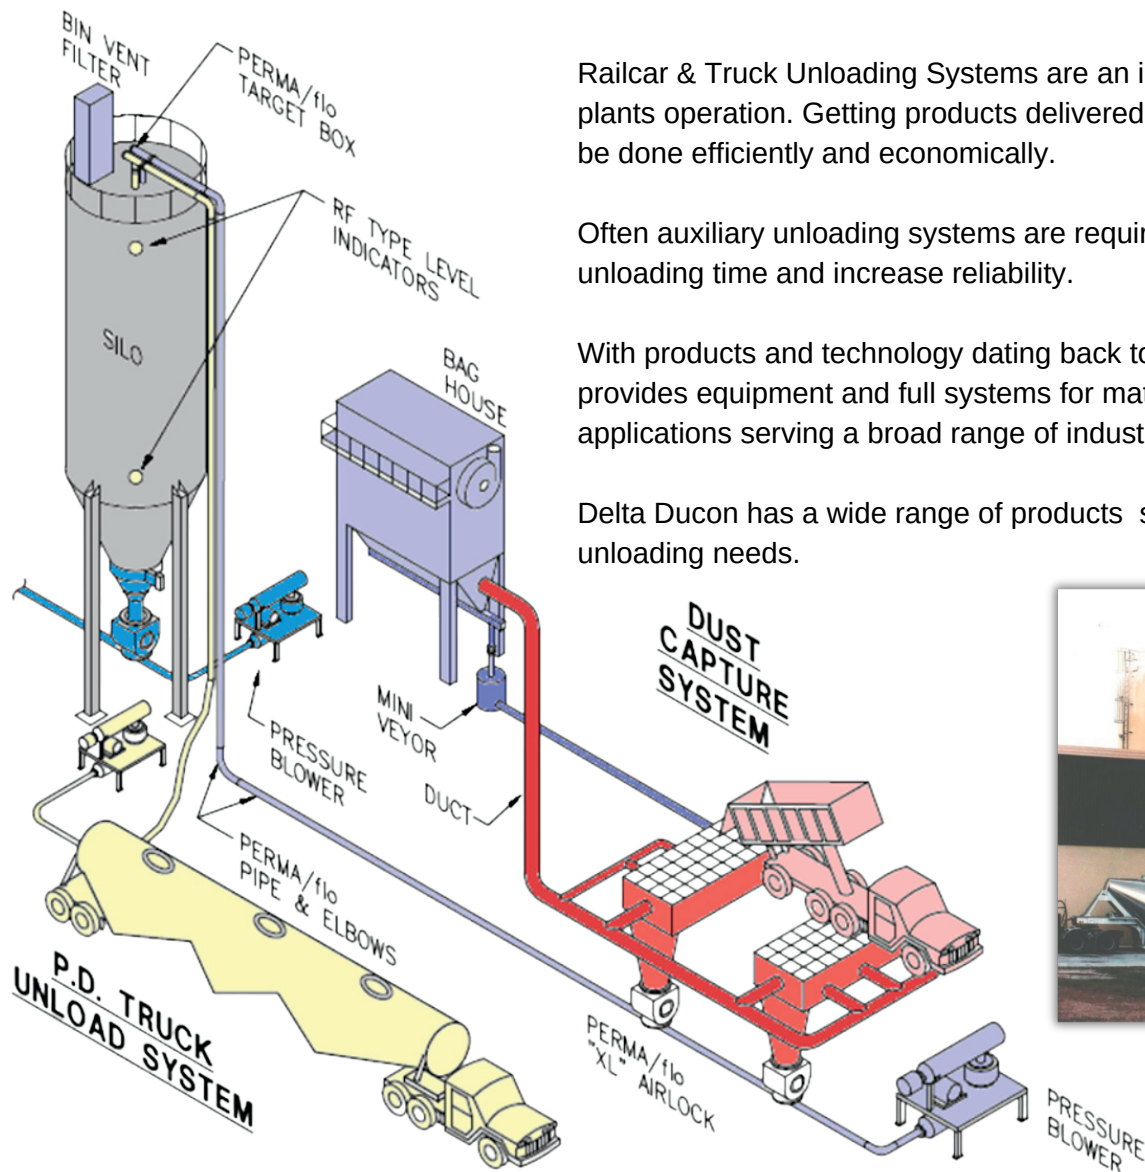 BIN VENT
FILTER
PERMA/flo
TARGET BOX
RF TYPE LEVEL
INDICATORS
SILO
BAG
HOUSE
Railcar & Truck Unloading Systems are an
plants operation. Getting products delivered
be done efficiently and economically.
Often auxiliary unloading systems are
unloading time and increase reliability.
With products and technology dating back
provides equipment and full systems for
applications serving a broad range of
Delta Ducon has a wide range of products
unloading needs.
DUST
CAPTURE
SYSTEM
MINI
VEYOR
PRESSURE
BLOWER
DUCT
PERMA/flo
PIPE & ELBOWS
P.D. TRUCK
UNLOAD SYSTEM
PERMA/flo
"XL" AIRLOCK
PRESSURE
BLOWER